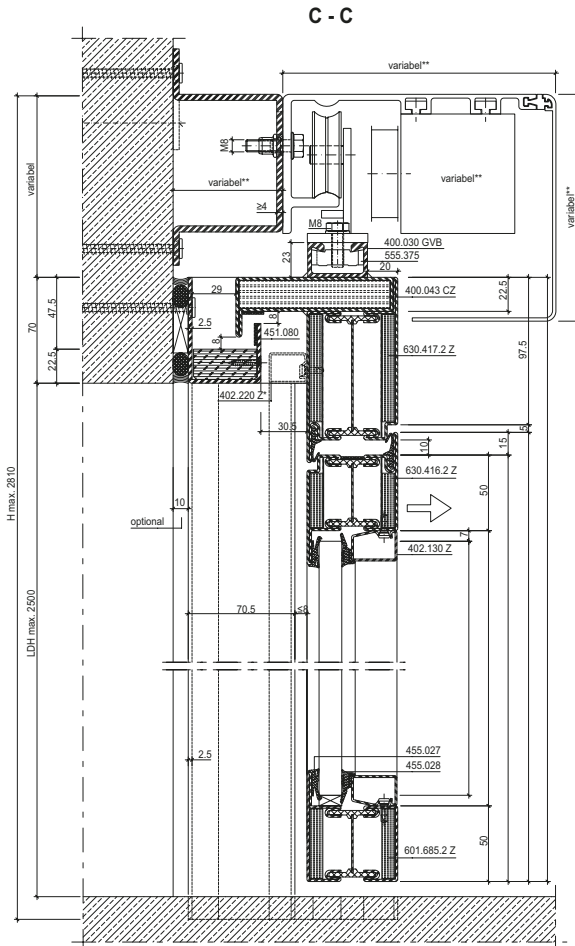 C - C
variabel**
variabel
M8
variabel**
variabel**
variabel**
≥4
M8
23
400.030 GVB
555.375
20
29
400.043 CZ
22.5
47.5
70
2.5
8
8
451.080
97.5
630.417.2 Z
22.5
402.220 Z*
30.5
5
15
10
630.416.2 Z
50
H max. 2810
10
optional
7
402.130 Z
LDH max. 2500
70.5
≤8
2.5
455.027
455.028
50
601.685.2 Z